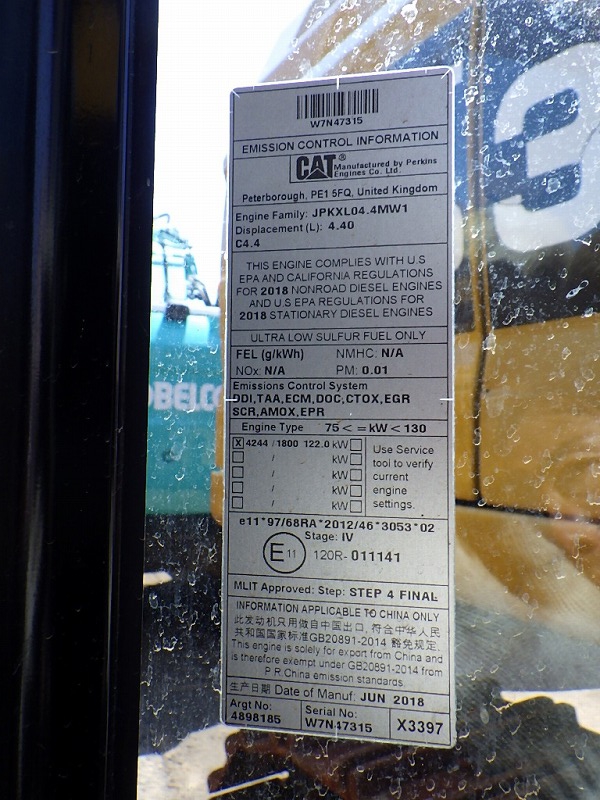 W7N47315
EMISSION CONTROL INFORMATION
CAT® Manufactured by Perkins
Engines Co. Ltd.
Peterborough, PE1 5FQ, United Kingdom
Engine Family: JPKXL04.4MW1
Displacement (L): 4.40
C4.4
THIS ENGINE COMPLIES WITH U.S
EPA AND CALIFORNIA REGULATIONS
FOR 2018 NONROAD DIESEL ENGINES
AND U.S EPA REGULATIONS FOR
2018 STATIONARY DIESEL ENGINES
ULTRA LOW SULFUR FUEL ONLY
FEL (g/kWh) NMHC: N/A
NOx: N/A PM: 0.01
Emissions Control System
DDI,TAA,ECM,DOC,CTOX,EGR
SCR,AMOX,EPR
Engine Type 75 < = kW < 130
X 4244 / 1800 122.0 kW
/ kW
/ kW
/ kW
Use Service
tool to verify
current
engine
settings.
e11*97/68RA*2012/46*3053*02
Stage: IV
E11 120R- 011141
MLIT Approved: Step: STEP 4 FINAL
INFORMATION APPLICABLE TO CHINA ONLY
此发动机只用做自中国出口, 符合中华人民
共和国国家标准GB20891-2014 豁免规定.
This engine is solely for export from China and
is therefore exempt under GB20891-2014 from
P.R.China emission standards
生产日期 Date of Manuf: JUN 2018
Argt No:
4898185
Serial No:
W7N47315
X3397
OBELCO
3